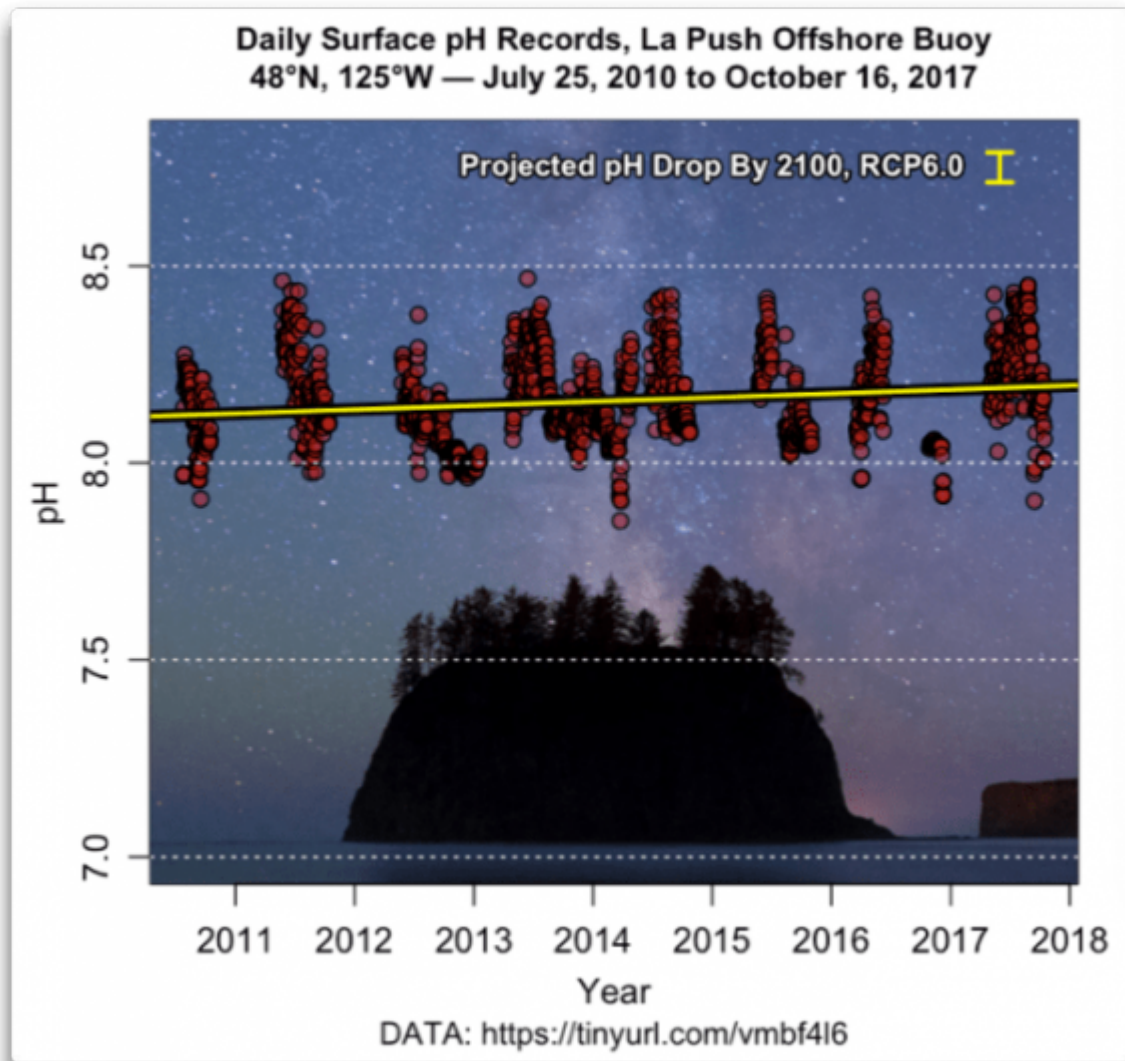 Daily Surface pH Records, La Push Offshore Buoy
48°N, 125°W — July 25, 2010 to October 16, 2017
Projected pH Drop By 2100, RCP6.0
8.5
8.0
7.5
7.0
pH
2011 2012 2013 2014 2015 2016 2017 2018
Year
DATA: https://tinyurl.com/vmbf4l6